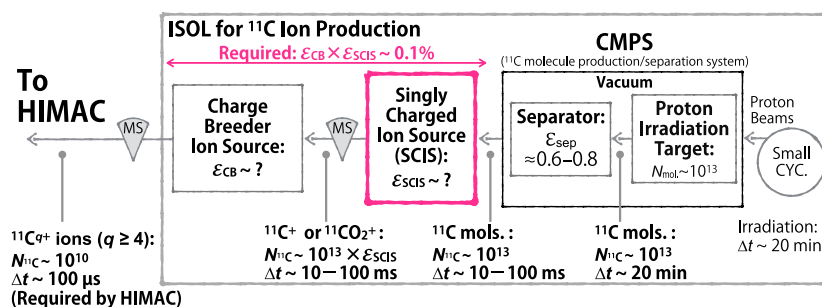 ISOL for ¹¹C Ion Production
Required: εCB × εSCIS ~ 0.1%
CMPS
(¹¹C molecule production/separation system)
Vacuum
To
HIMAC
MS
Charge
Breeder
Ion Source:
εCB ~ ?
MS
Singly
Charged
Ion Source
(SCIS):
εSCIS ~ ?
Separator:
εsep
≈0.6–0.8
Proton
Irradiation
Target:
Nmol.~10¹³
Proton
Beams
Small
CYC.
Irradiation:
Δt ~ 20 min
¹¹Cq+ ions (q ≥ 4):
N¹¹C ~ 10¹⁰
Δt ~ 100 μs
(Required by HIMAC)
¹¹C⁺ or ¹¹CO₂⁺ :
N¹¹C ~ 10¹³ × εSCIS
Δt ~ 10−100 ms
¹¹C mols. :
N¹¹C ~ 10¹³
Δt ~ 10−100 ms
¹¹C mols. :
N¹¹C ~ 10¹³
Δt ~ 20 min